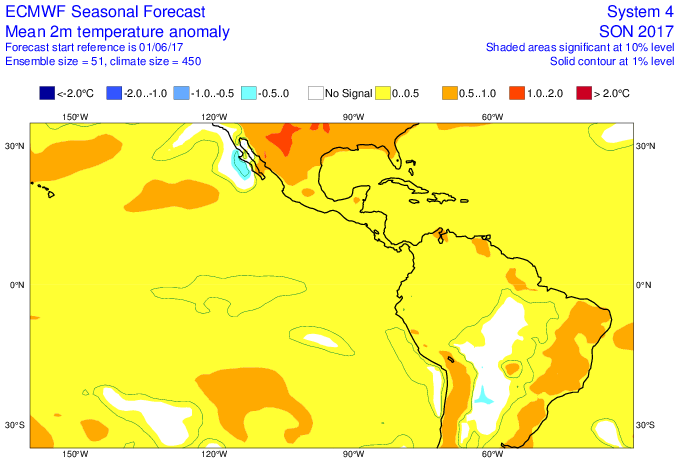 ECMWF Seasonal Forecast System 4
Mean 2m temperature anomaly SON 2017
Forecast start reference is 01/06/17 Shaded areas significant at 10% level
Ensemble size = 51, climate size = 450 Solid contour at 1% level
<-2.0°C -2.0..-1.0 -1.0..-0.5 -0.5..0 No Signal 0..0.5 0.5..1.0 1.0..2.0 > 2.0°C
150°W 120°W 90°W 60°W
30°N 30°N
0°N 0°N
30°S 30°S
150°W 120°W 90°W 60°W